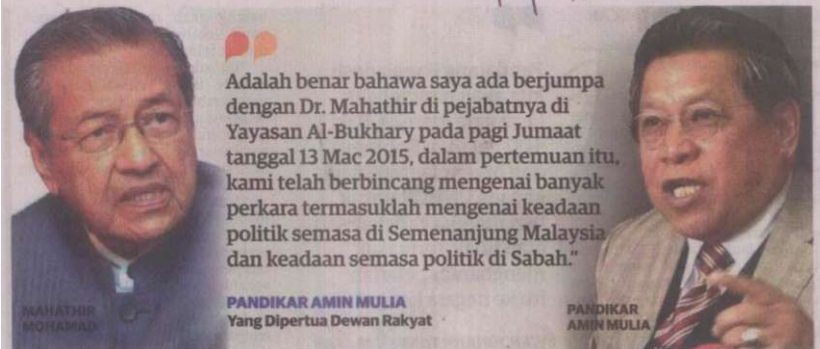 Adalah benar bahawa saya ada berjumpa
dengan Dr. Mahathir di pejabatnya di
Yayasan Al-Bukhary pada pagi Jumaat
tanggal 13 Mac 2015, dalam pertemuan itu,
kami telah berbincang mengenai banyak
perkara termasuklah mengenai keadaan
politik semasa di Semenanjung Malaysia
dan keadaan semasa politik di Sabah."
PANDIKAR AMIN MULIA
Yang Dipertua Dewan Rakyat
MAHATHIR
MOHAMAD
PANDIKAR
AMIN MULIA